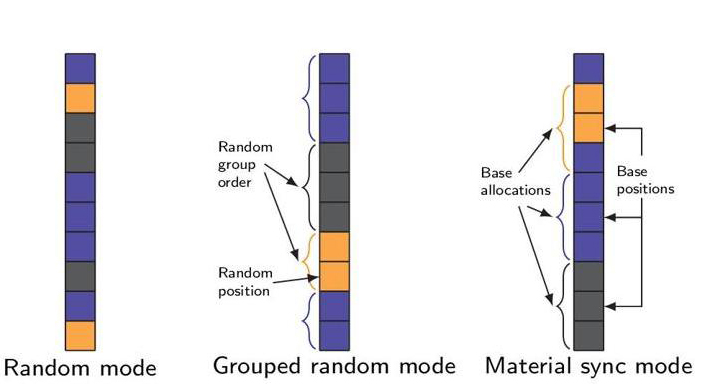 Random
group
order
Random
position
Base
allocations
Base
positions
Random mode
Grouped random mode
Material sync mode